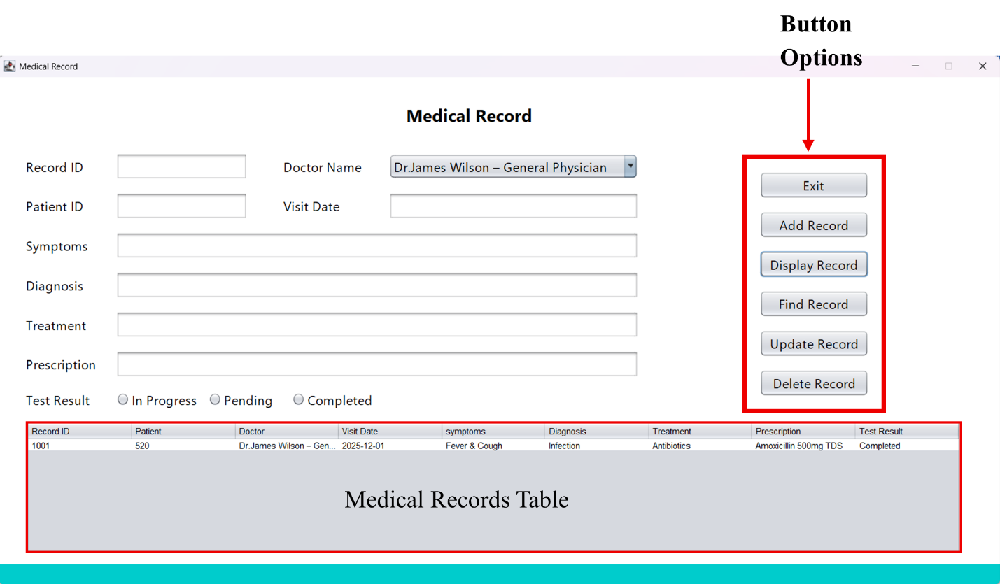 Button
Options
Medical Record
Medical Record
Record ID Doctor Name Dr.James Wilson – General Physician
Exit
Patient ID Visit Date
Add Record
Symptoms
Display Record
Diagnosis
Find Record
Treatment
Update Record
Prescription
Delete Record
Test Result In Progress Pending Completed
Record ID Patient Doctor Visit Date symptoms Diagnosis Treatment Prescription Test Result
1001 520 Dr.James Wilson – Gen... 2025-12-01 Fever & Cough Infection Antibiotics Amoxicillin 500mg TDS Completed
Medical Records Table